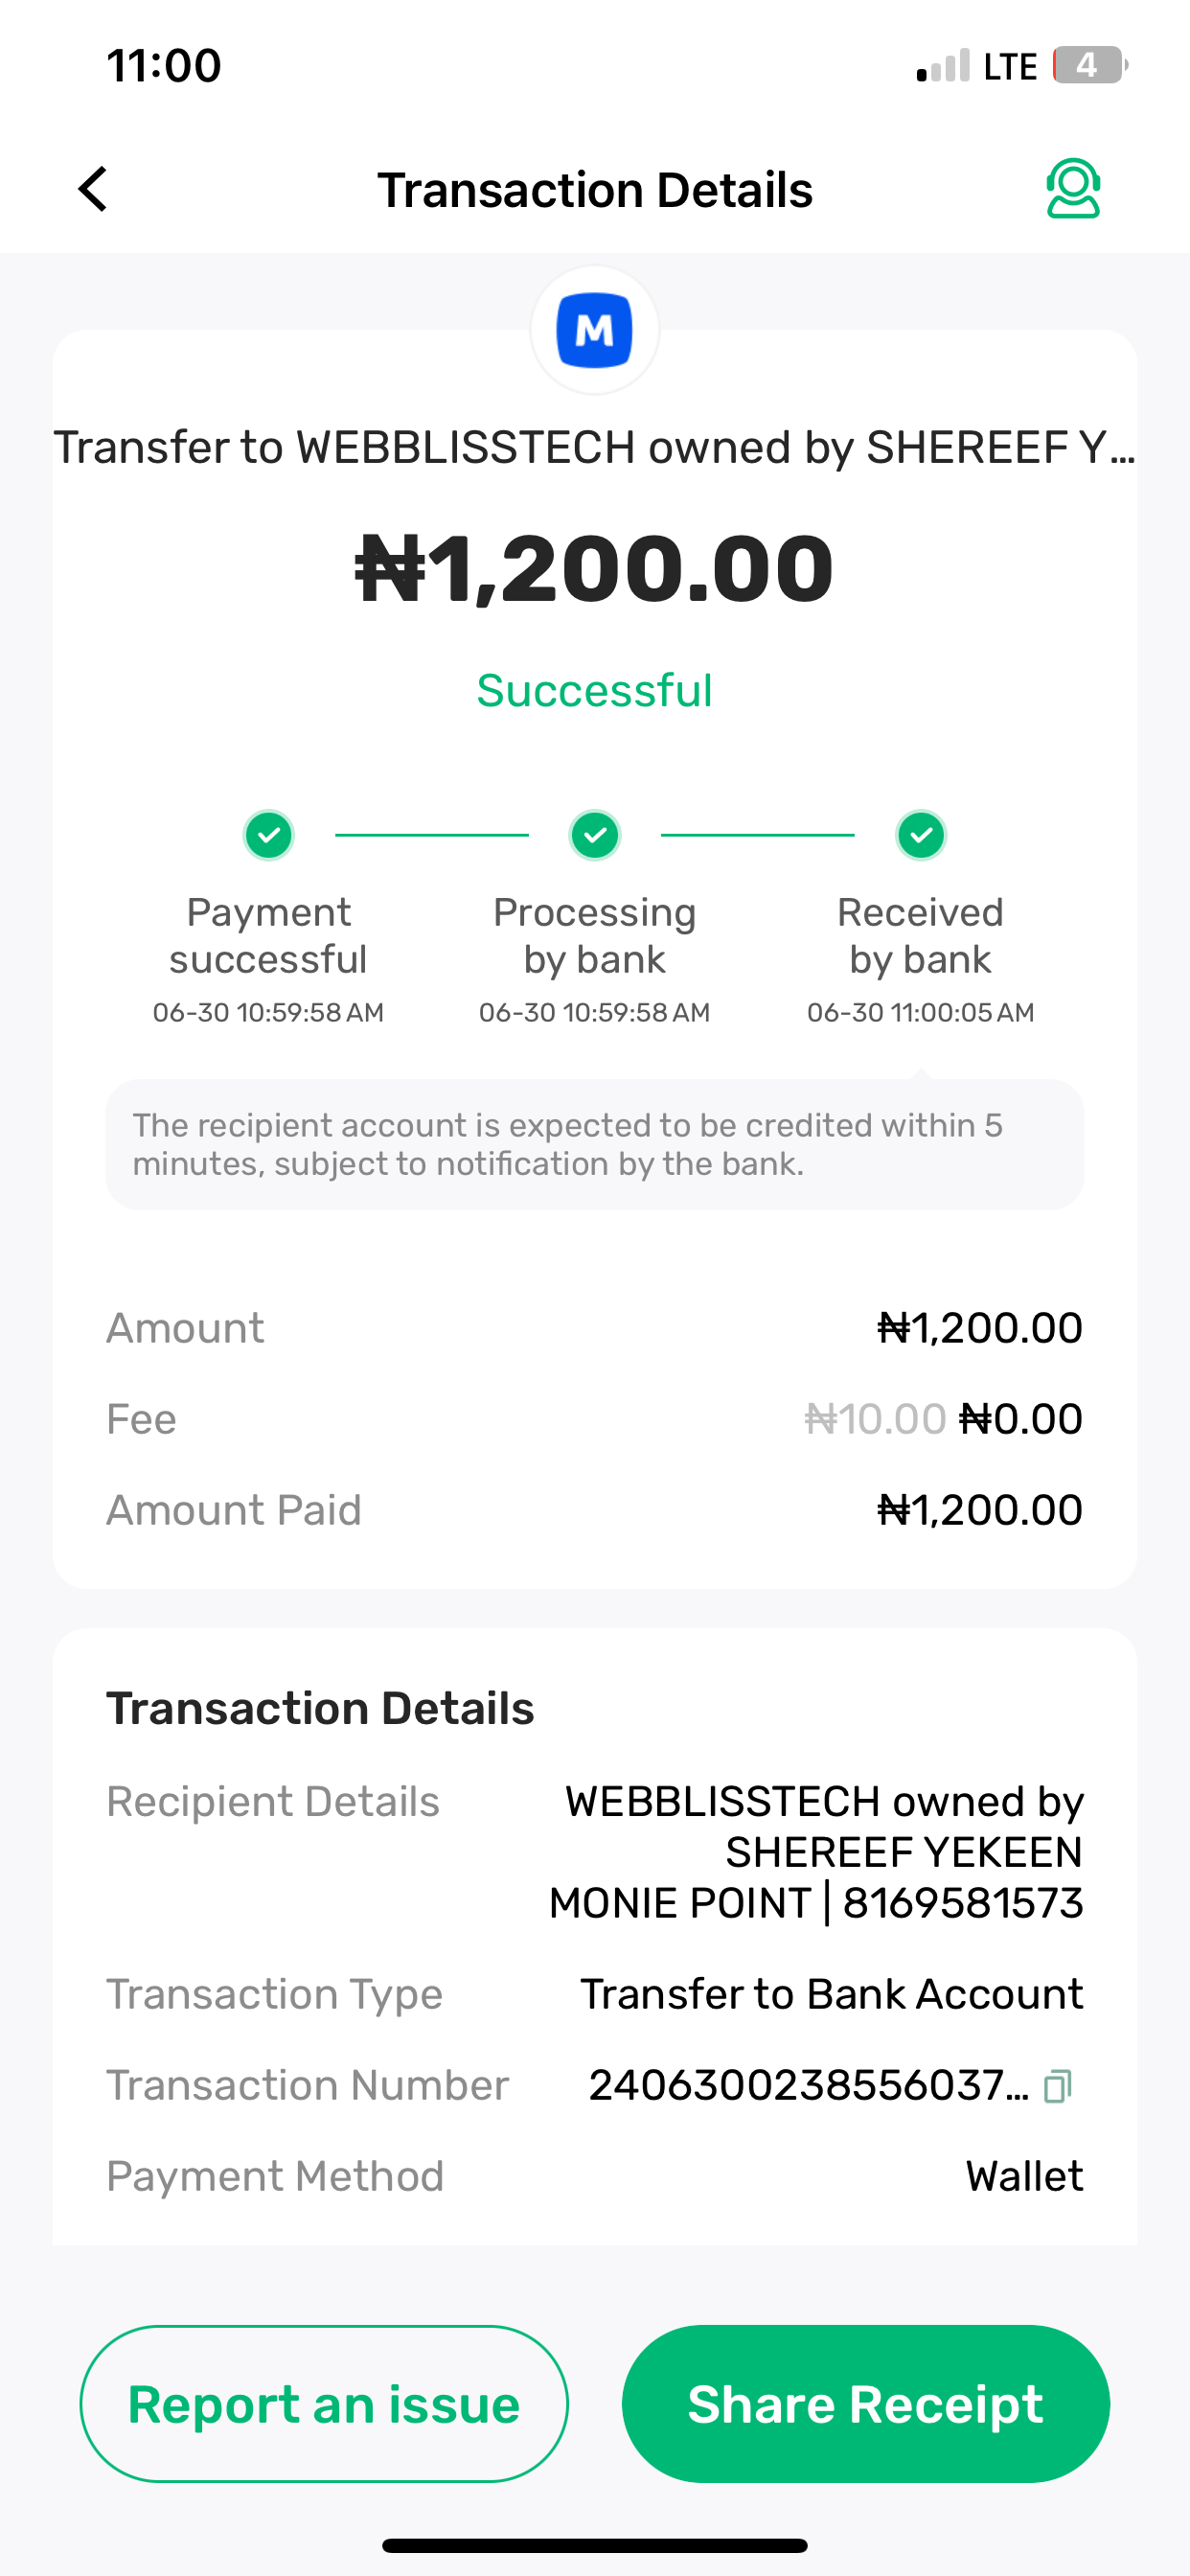 11:00
LTE 4
Transaction Details
M
Transfer to WEBBLISSTECH owned by SHEREEF Y...
₦1,200.00
Successful
Payment successful
06-30 10:59:58 AM
Processing by bank
06-30 10:59:58 AM
Received by bank
06-30 11:00:05 AM
The recipient account is expected to be credited within 5
minutes, subject to notification by the bank.
Amount ₦1,200.00
Fee ₦10.00 ₦0.00
Amount Paid ₦1,200.00
Transaction Details
Recipient Details WEBBLISSTECH owned by
SHEREEF YEKEEN
MONIE POINT | 8169581573
Transaction Type Transfer to Bank Account
Transaction Number 2406300238556037...
Payment Method Wallet
Report an issue
Share Receipt